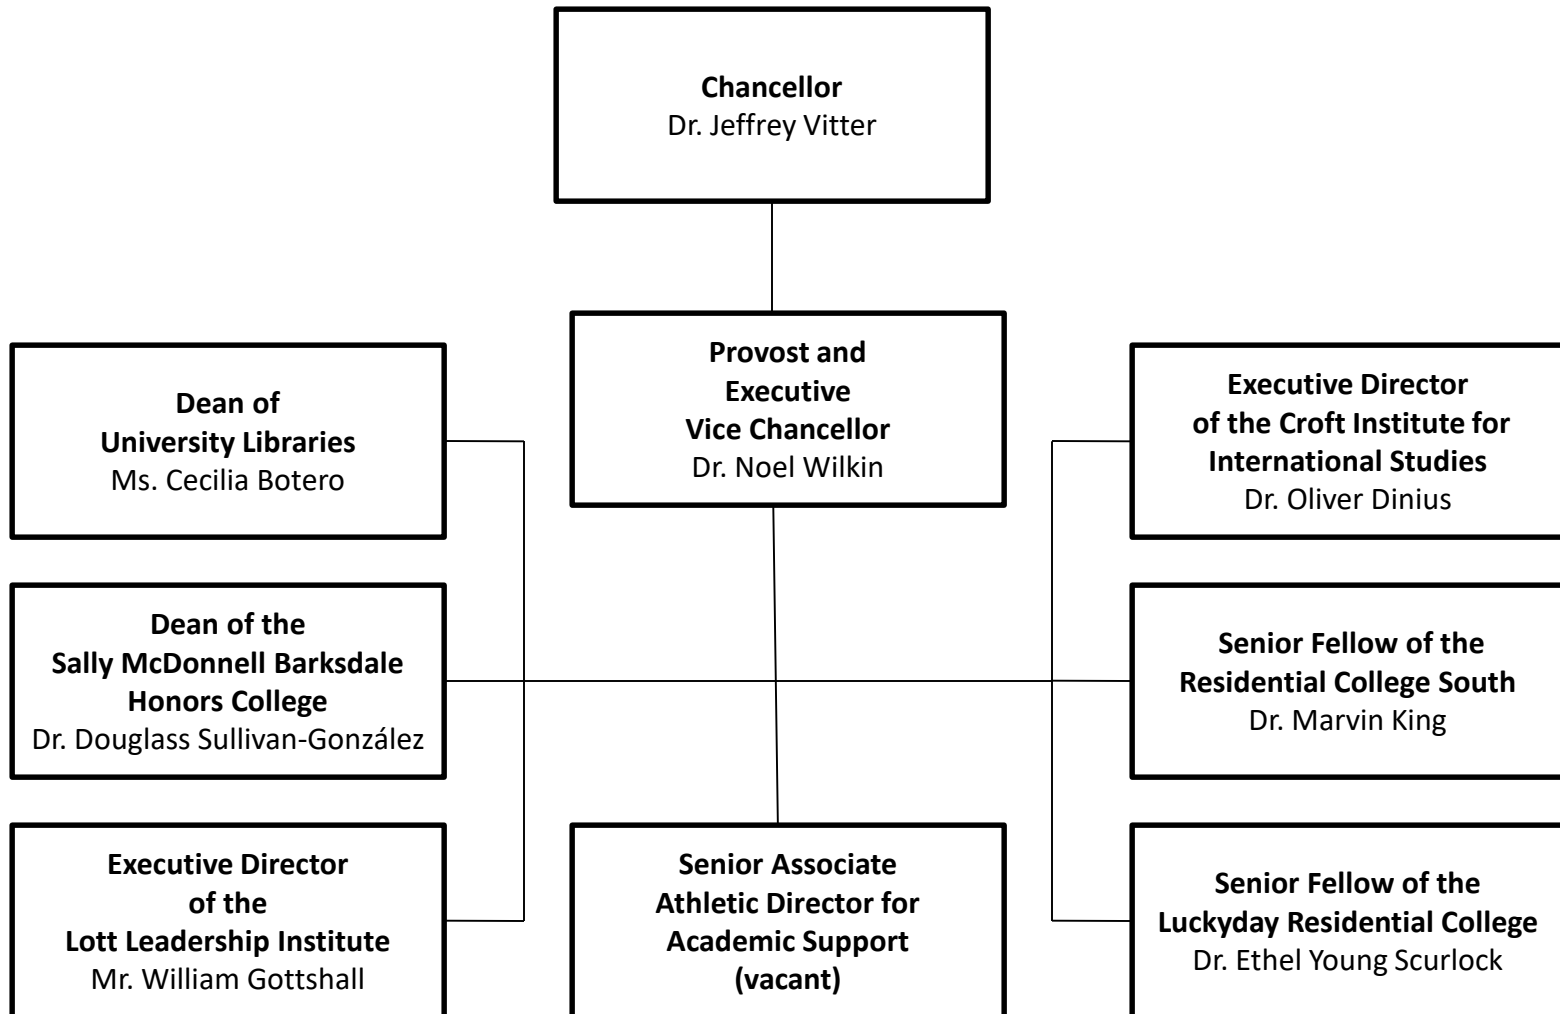 Chancellor
Dr. Jeffrey Vitter
Provost and
Executive
Vice Chancellor
Dr. Noel Wilkin
Dean of
University Libraries
Ms. Cecilia Botero
Executive Director
of the Croft Institute for
International Studies
Dr. Oliver Dinius
Dean of the
Sally McDonnell Barksdale
Honors College
Dr. Douglass Sullivan-González
Senior Fellow of the
Residential College South
Dr. Marvin King
Executive Director
of the
Lott Leadership Institute
Mr. William Gottshall
Senior Associate
Athletic Director for
Academic Support
(vacant)
Senior Fellow of the
Luckyday Residential College
Dr. Ethel Young Scurlock